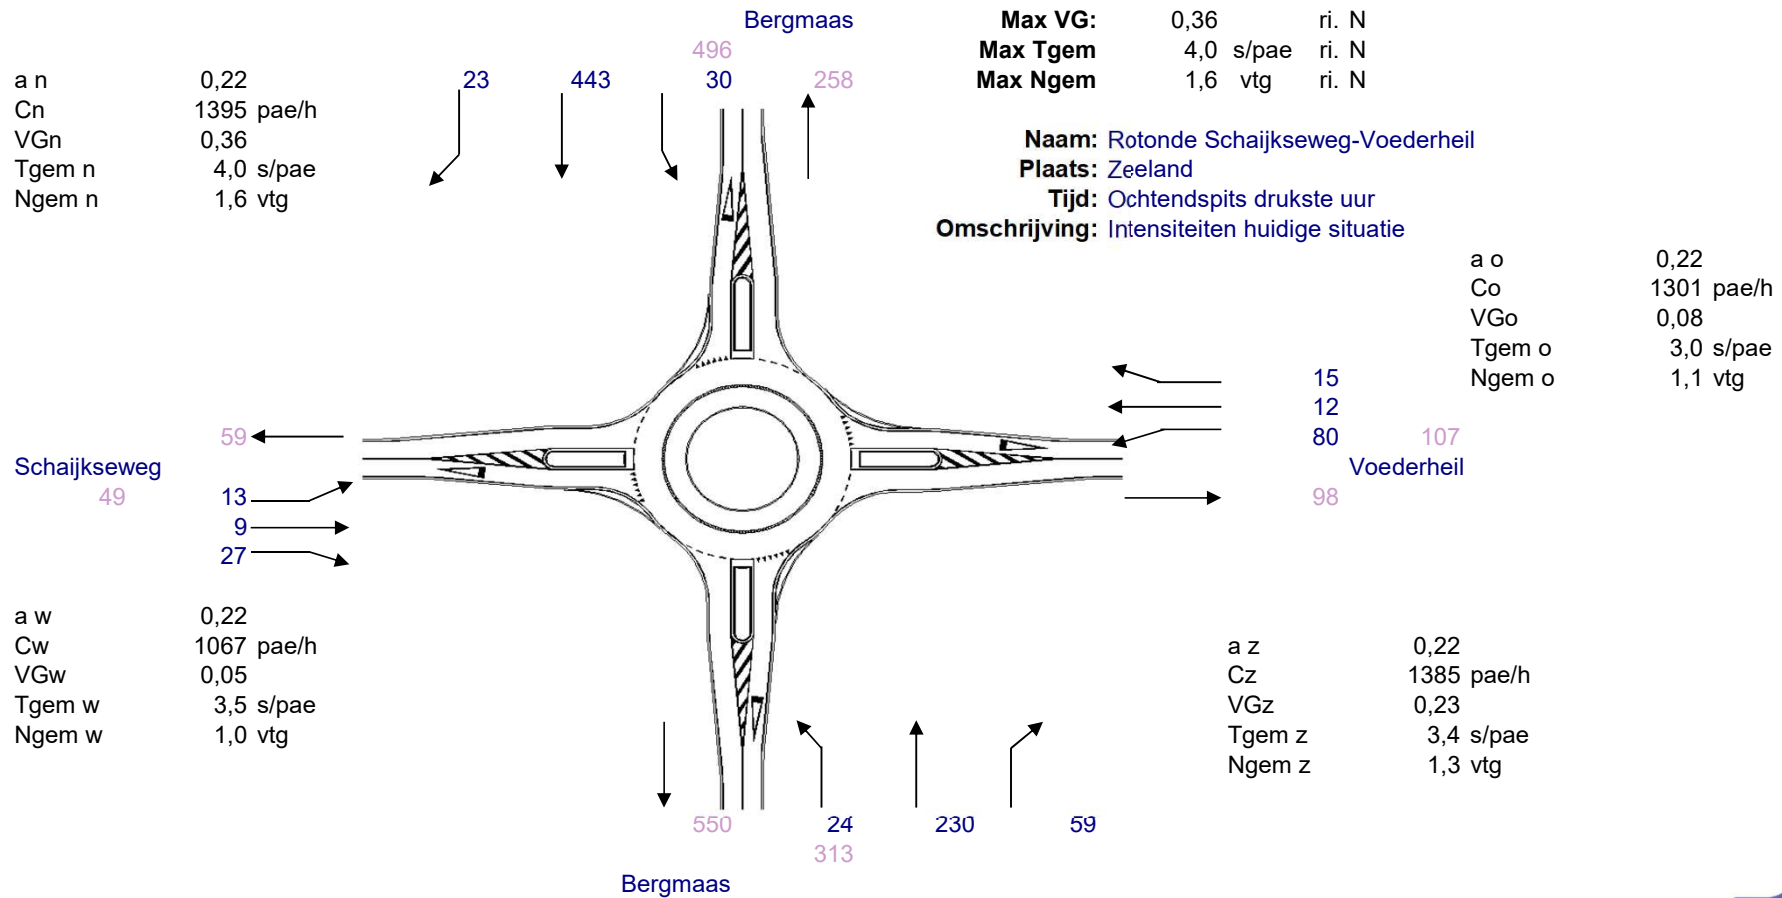 Bergmaas
496
23 443 30 258
a n 0,22
Cn 1395 pae/h
VGn 0,36
Tgem n 4,0 s/pae
Ngem n 1,6 vtg
Max VG: 0,36 ri. N
Max Tgem 4,0 s/pae ri. N
Max Ngem 1,6 vtg ri. N
Naam: Rotonde Schaijkseweg-Voederheil
Plaats: Zeeland
Tijd: Ochtendspits drukste uur
Omschrijving: Intensiteiten huidige situatie
a o 0,22
Co 1301 pae/h
VGo 0,08
Tgem o 3,0 s/pae
Ngem o 1,1 vtg
15
12
80 107
Voederheil
98
59
Schaijkseweg
49 13
9
27
a w 0,22
Cw 1067 pae/h
VGw 0,05
Tgem w 3,5 s/pae
Ngem w 1,0 vtg
a z 0,22
Cz 1385 pae/h
VGz 0,23
Tgem z 3,4 s/pae
Ngem z 1,3 vtg
550 24 230 59
313
Bergmaas